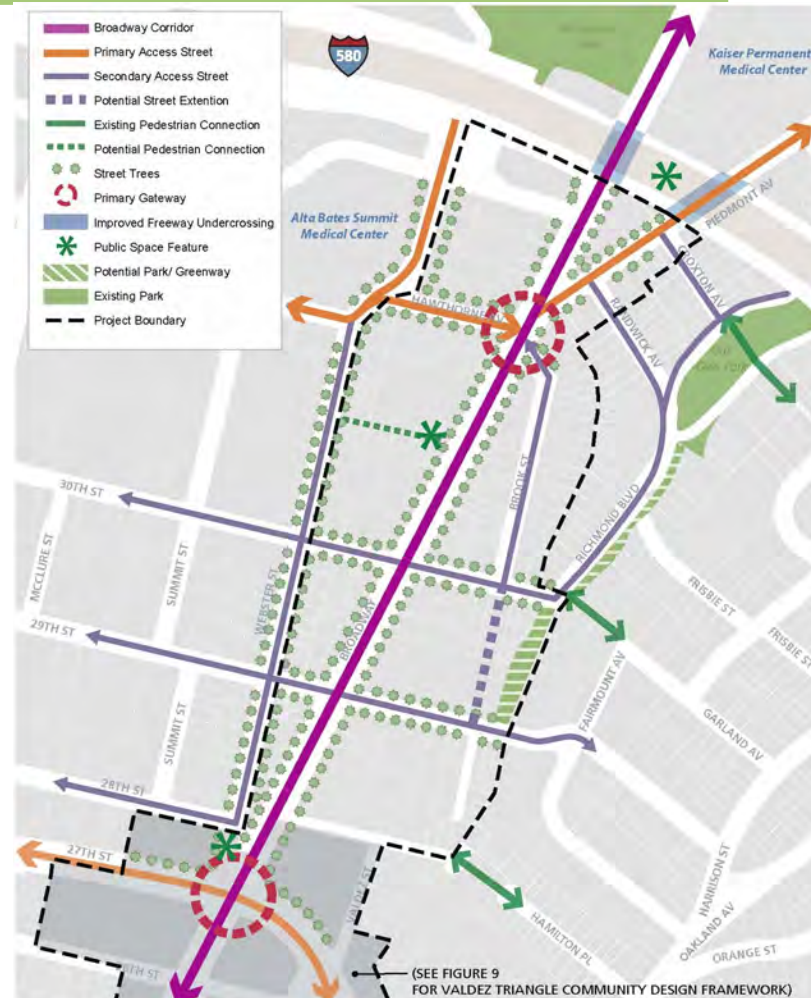 Broadway Corridor
Primary Access Street
Secondary Access Street
Potential Street Extention
Existing Pedestrian Connection
Potential Pedestrian Connection
Street Trees
Primary Gateway
Improved Freeway Undercrossing
Public Space Feature
Potential Park/ Greenway
Existing Park
Project Boundary
580
Kaiser Permanent
Medical Center
Alta Bates Summit
Medical Center
PIEDMONT AV
CROXTON AV
RANDWICK AV
HAWTHORNE AV
BROOK ST
RICHMOND BLVD
30TH ST
MCCLURE ST
SUMMIT ST
WEBSTER ST
BROADWAY
FRISBIE ST
FRISBIE ST
29TH ST
FAIRMOUNT AV
GARLAND AV
SUMMIT ST
28TH ST
27TH ST
VALDEZ ST
HARRISON ST
OAKLAND AV
HAMILTON PL
ORANGE ST
(SEE FIGURE 9
FOR VALDEZ TRIANGLE COMMUNITY DESIGN FRAMEWORK)